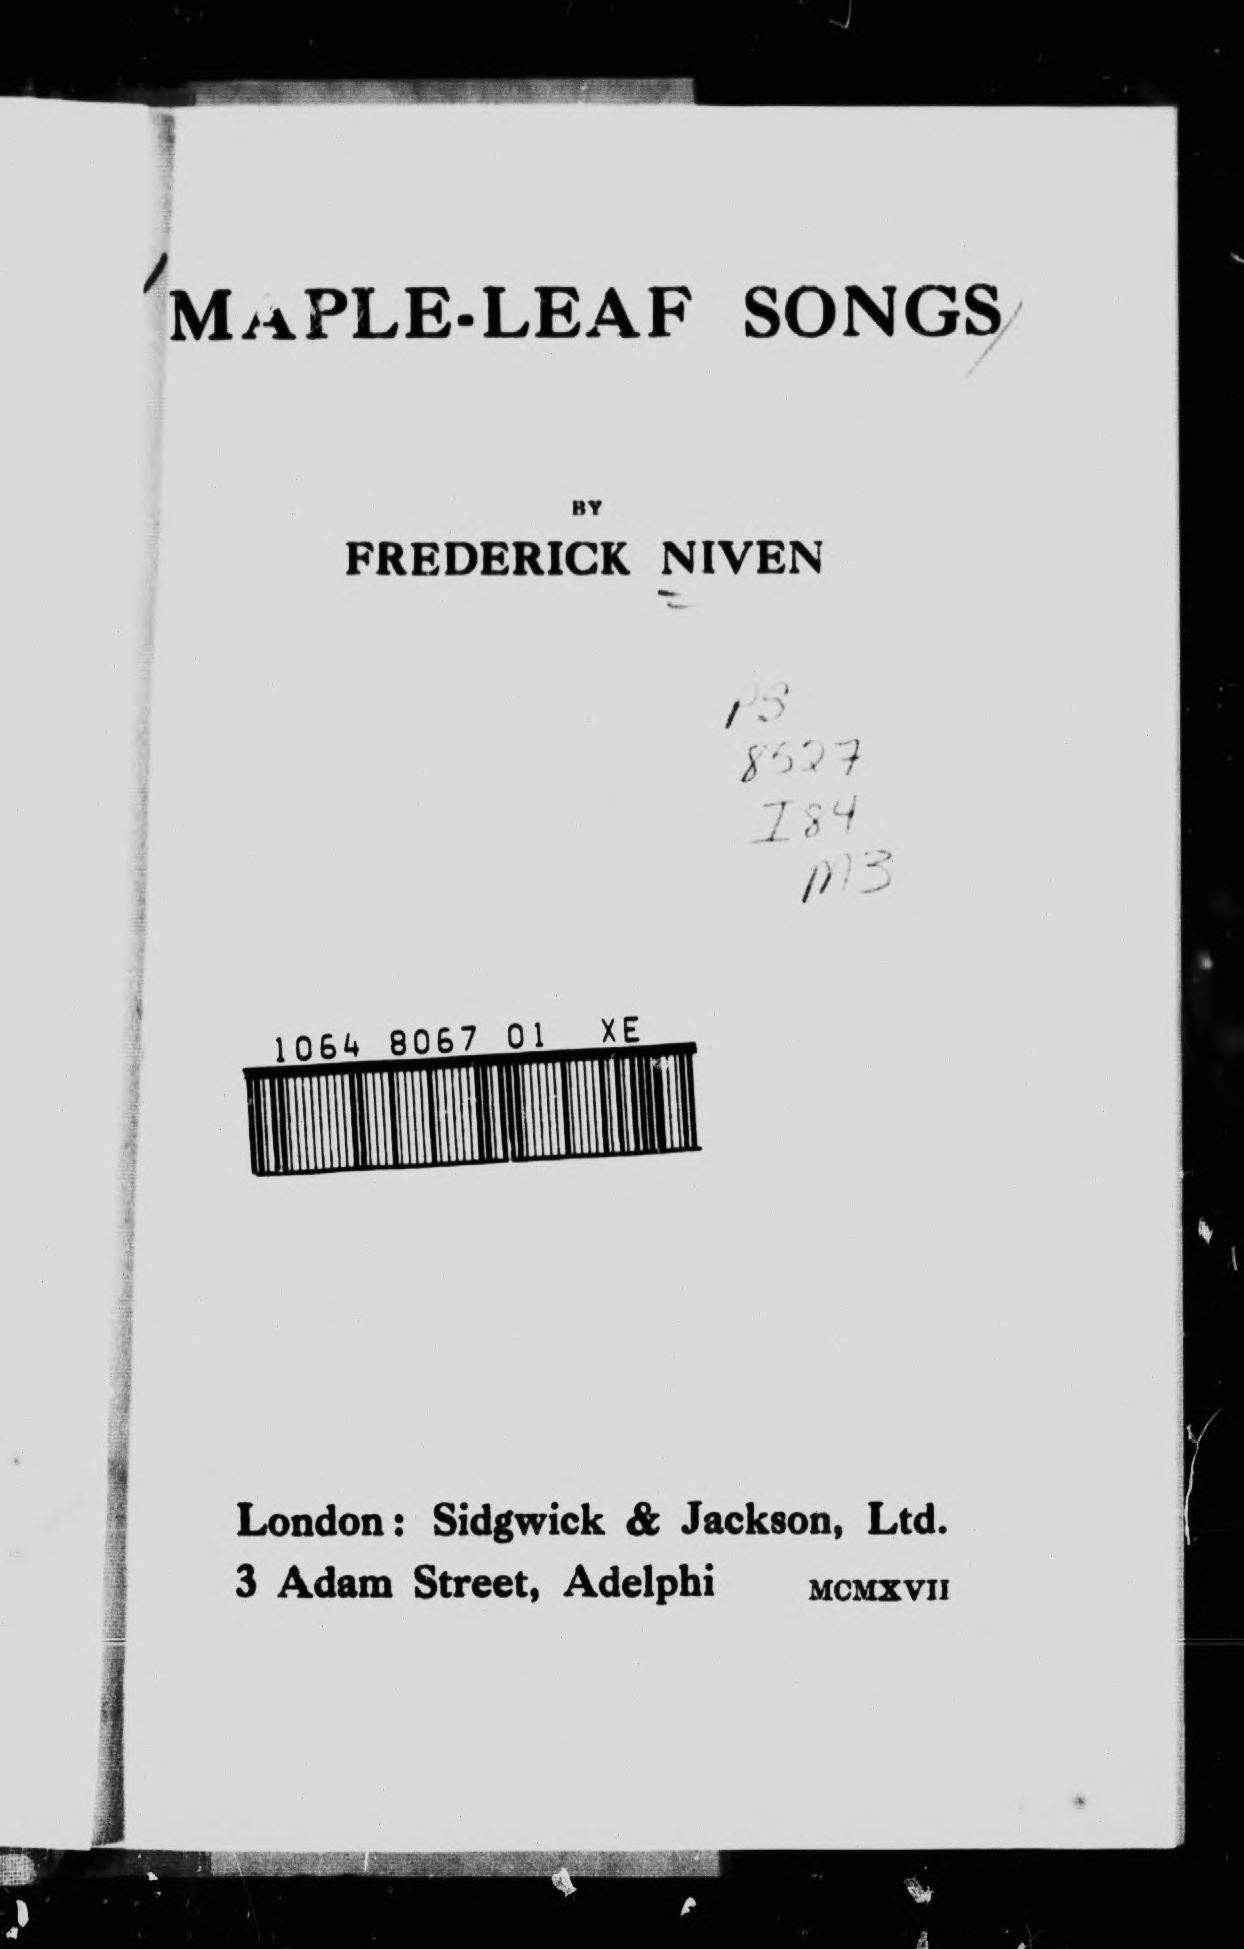 MAPLE-LEAF SONGS
BY
FREDERICK NIVEN
PS
8527
I84
M3
1064 8067 01 XE
London: Sidgwick & Jackson, Ltd.
3 Adam Street, Adelphi MCMXVII